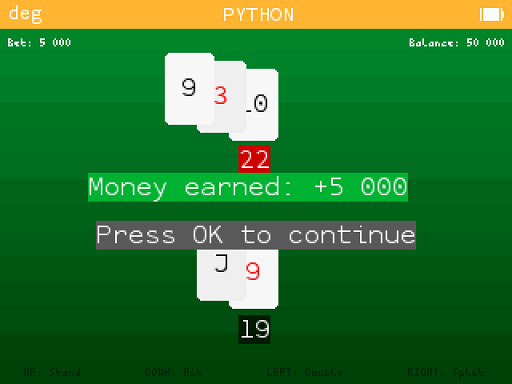 deg PYTHON
Bet: 5 000 Balance: 50 000
9 3 10
22
Money earned: +5 000
Press OK to continue
J 9
19
UP: Stand DOWN: Hit LEFT: Double RIGHT: Split